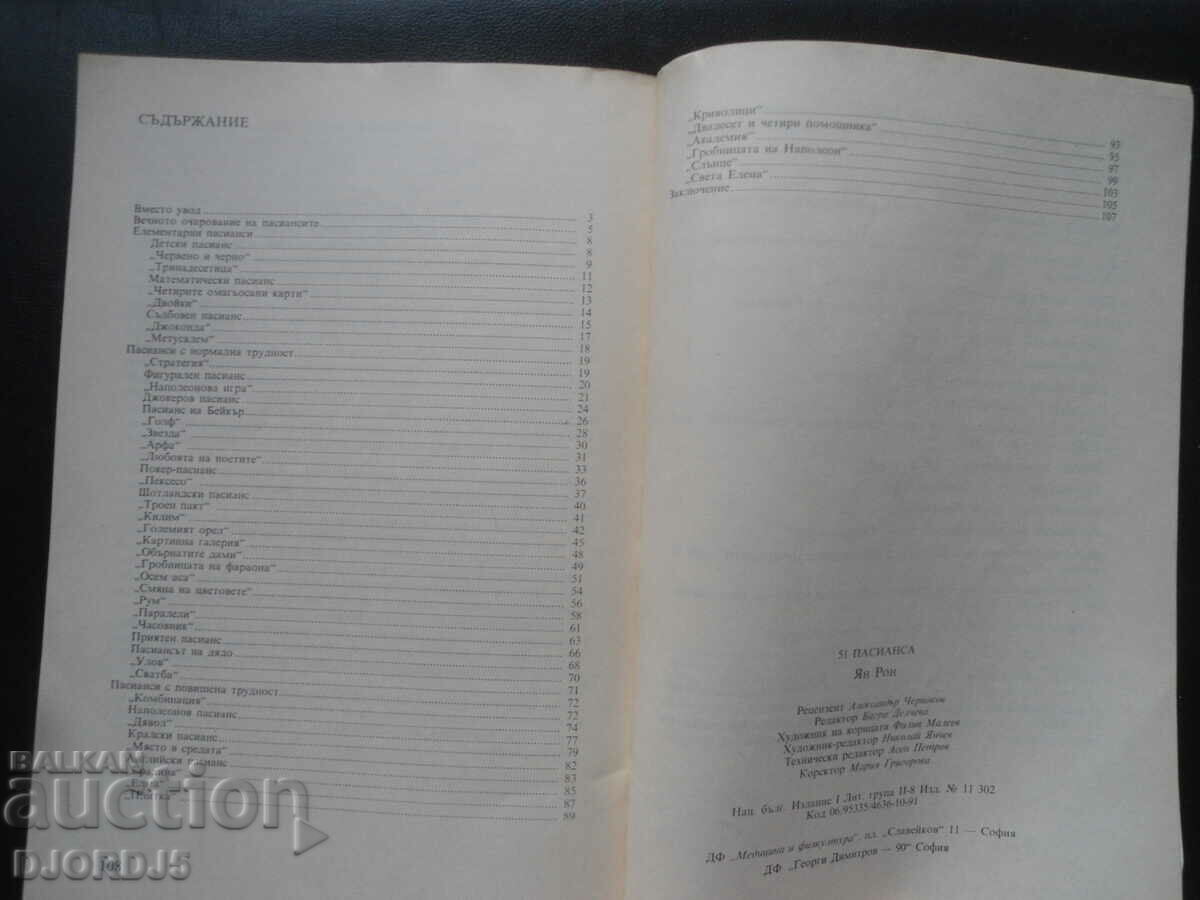 СЪДЪРЖАНИЕ
Вместо увод 3
Вечното очарование на пасиансите 5
Елементарни пасианси 8
Детски пасианс 8
„Червено и черно“ 9
„Тринадесетица“ 11
Математически пасианс 12
„Четирите омагьосани карти“ 13
„Двойки“ 14
Съдбовен пасианс 15
„Джоконда“ 17
„Метусалем“ 18
Пасианси с нормална трудност 19
„Стратегия“ 19
Фигурален пасианс 20
„Наполеонова игра“ 21
Джокеров пасианс 24
Пасианс на Бейкър 26
„Голф“ 28
„Звезда“ 30
„Арфа“ 31
„Любовта на поетите“ 33
Покер-пасианс 36
„Пексесо“ 37
Шотландски пасианс 40
„Троен пакт“ 41
„Килим“ 42
„Големият орел“ 45
„Картинна галерия“ 48
„Обърнатите дами“ 49
„Гробницата на фараона“ 51
„Осем аса“ 54
„Смяна на цветовете“ 56
„Рум“ 58
„Паралели“ 61
„Часовник“ 63
Приятен пасианс 66
Пасиансът на дядо 68
„Улов“ 70
„Сватба“ 71
Пасианси с повишена трудност 72
„Комбинация“ 72
Наполеонов пасианс 74
„Дявол“ 77
Кралски пасианс 79
„Място в средата“ 82
Английски пасианс 83
85
87
89
108
„Криволици“ 93
„Двадесет и четири помощника“ 95
„Академия“ 97
„Гробницата на Наполеон“ 99
„Слънце“ 103
„Света Елена“ 105
Заключение 107
51 ПАСИАНСА
Ян Рон
Рецензент Александър
Редактор Багра Делчева
Художник на корицата Филип Малеев
Художник-редактор Николай Янчев
Технически редактор Асен Петров
Коректор Мария Григорова
Нац. бълг. Издание I Лит. група II-8 Изд. № 11 302
Код 06.95335/4636-10-91
ДФ „Медицина и физкултура“, пл. „Славейков“ 11 — София
ДФ „Георги Димитров — 90“ София
BALKAN
auction
DJORDJ5